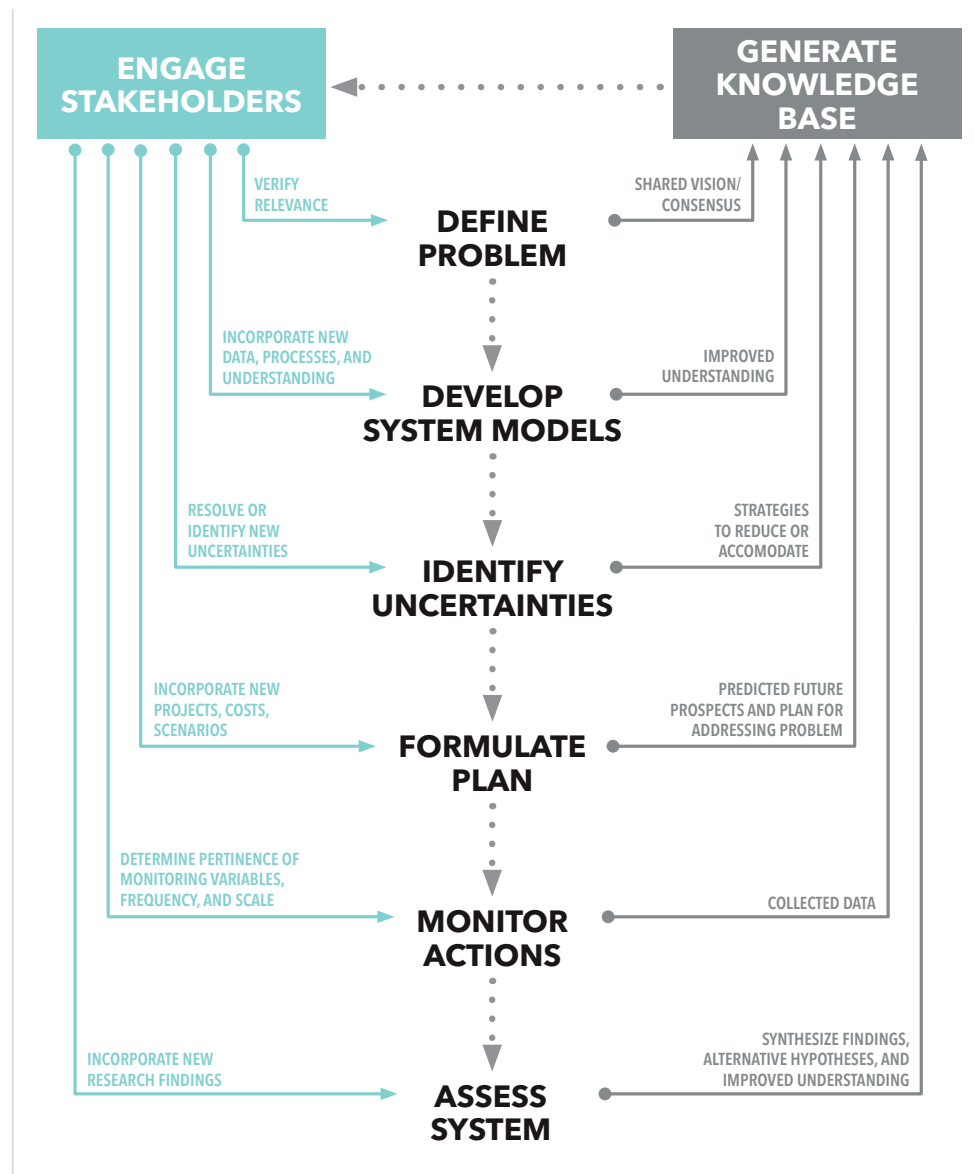 ENGAGE
STAKEHOLDERS
GENERATE
KNOWLEDGE
BASE
VERIFY
RELEVANCE
SHARED VISION/
CONSENSUS
DEFINE
PROBLEM
INCORPORATE NEW
DATA, PROCESSES, AND
UNDERSTANDING
IMPROVED
UNDERSTANDING
DEVELOP
SYSTEM MODELS
RESOLVE OR
IDENTIFY NEW
UNCERTAINTIES
STRATEGIES
TO REDUCE OR
ACCOMODATE
IDENTIFY
UNCERTAINTIES
INCORPORATE NEW
PROJECTS, COSTS,
SCENARIOS
PREDICTED FUTURE
PROSPECTS AND PLAN FOR
ADDRESSING PROBLEM
FORMULATE
PLAN
DETERMINE PERTINENCE OF
MONITORING VARIABLES,
FREQUENCY, AND SCALE
COLLECTED DATA
MONITOR
ACTIONS
INCORPORATE NEW
RESEARCH FINDINGS
SYNTHESIZE FINDINGS,
ALTERNATIVE HYPOTHESES, AND
IMPROVED UNDERSTANDING
ASSESS
SYSTEM